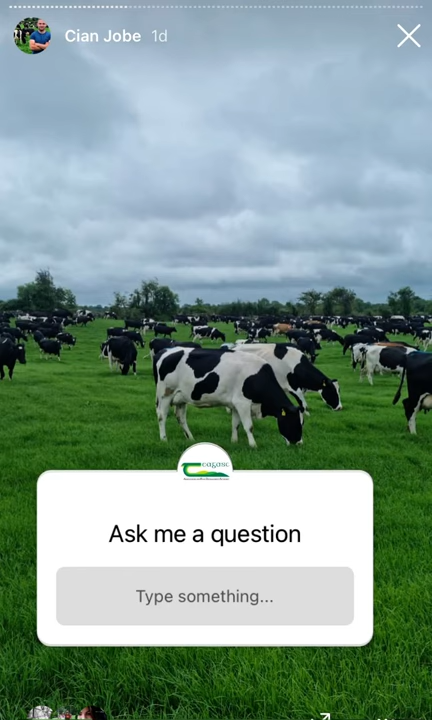 Cian Jobe 1d
Teagasc
Ask me a question
Type something...